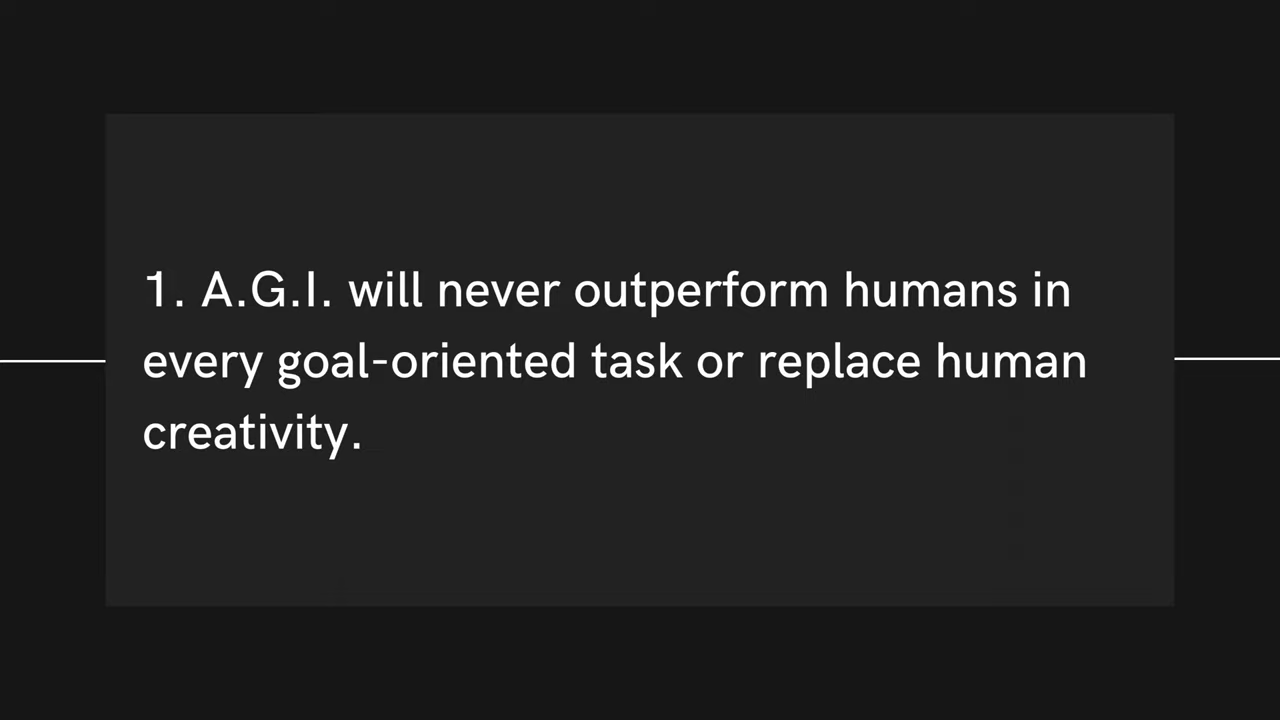 1. A.G.I. will never outperform humans in
every goal-oriented task or replace human
creativity.